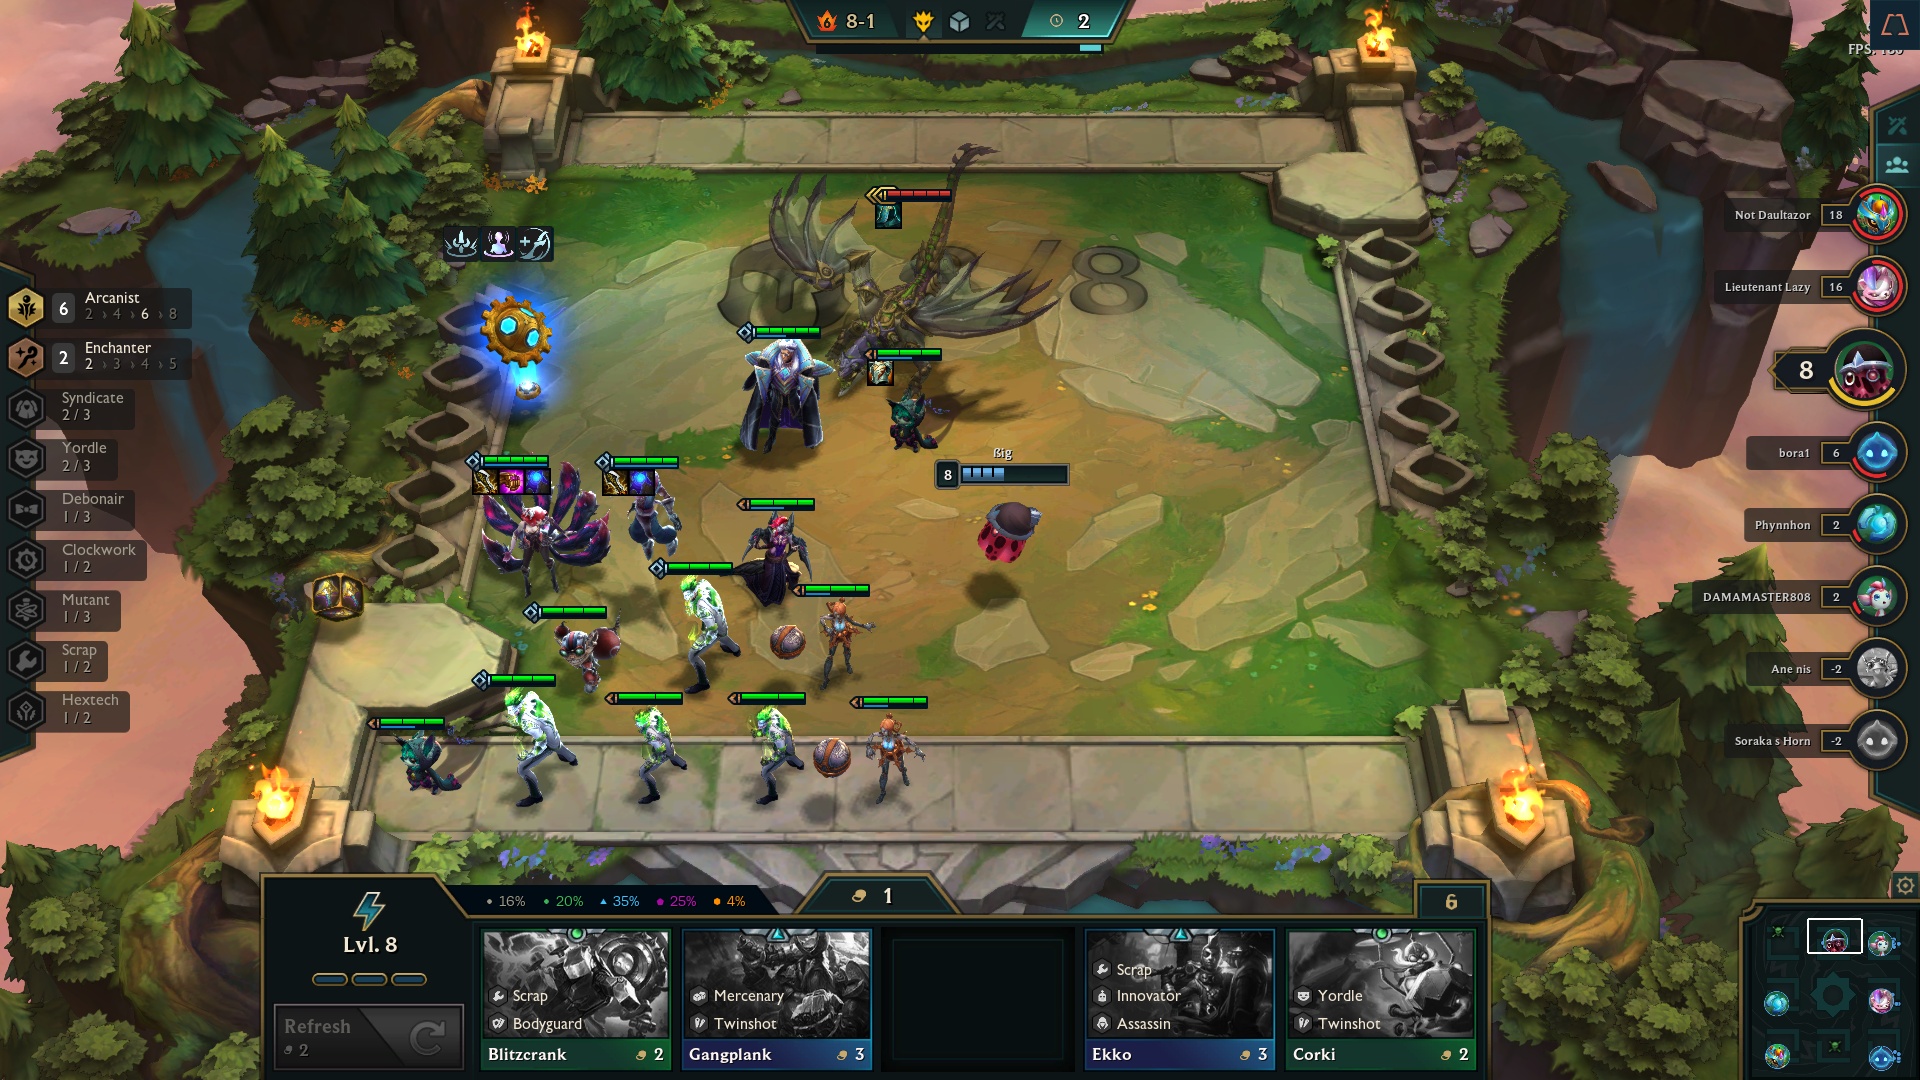 8-1
2
FPS:
8/8
Arcanist
6
2 › 4 › 6 › 8
Enchanter
2
2 › 3 › 4 › 5
Syndicate
2 / 3
Yordle
2 / 3
Debonair
1 / 3
Clockwork
1 / 2
Mutant
1 / 3
Scrap
1 / 2
Hextech
1 / 2
Not Daultazor 18
Lieutenant Lazy 16
8
bora1 6
Phynnhon 2
DAMAMASTER808 2
Ane nis -2
Soraka s Horn -2
ßig
8
16% 20% 35% 25% 4%
1
6
Lvl. 8
Refresh
2
Scrap
Bodyguard
Blitzcrank 2
Mercenary
Twinshot
Gangplank 3
Scrap
Innovator
Assassin
Ekko 3
Yordle
Twinshot
Corki 2